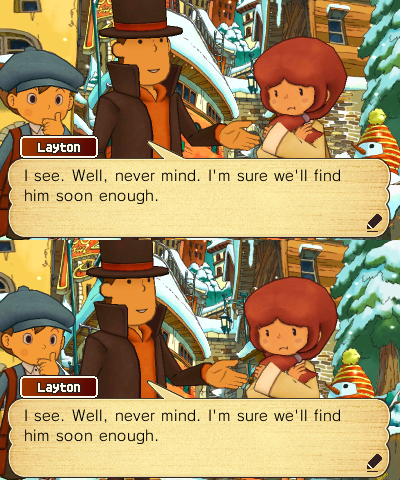 Layton
I see. Well, never mind. I'm sure we'll find
him soon enough.
Layton
I see. Well, never mind. I'm sure we'll find
him soon enough.